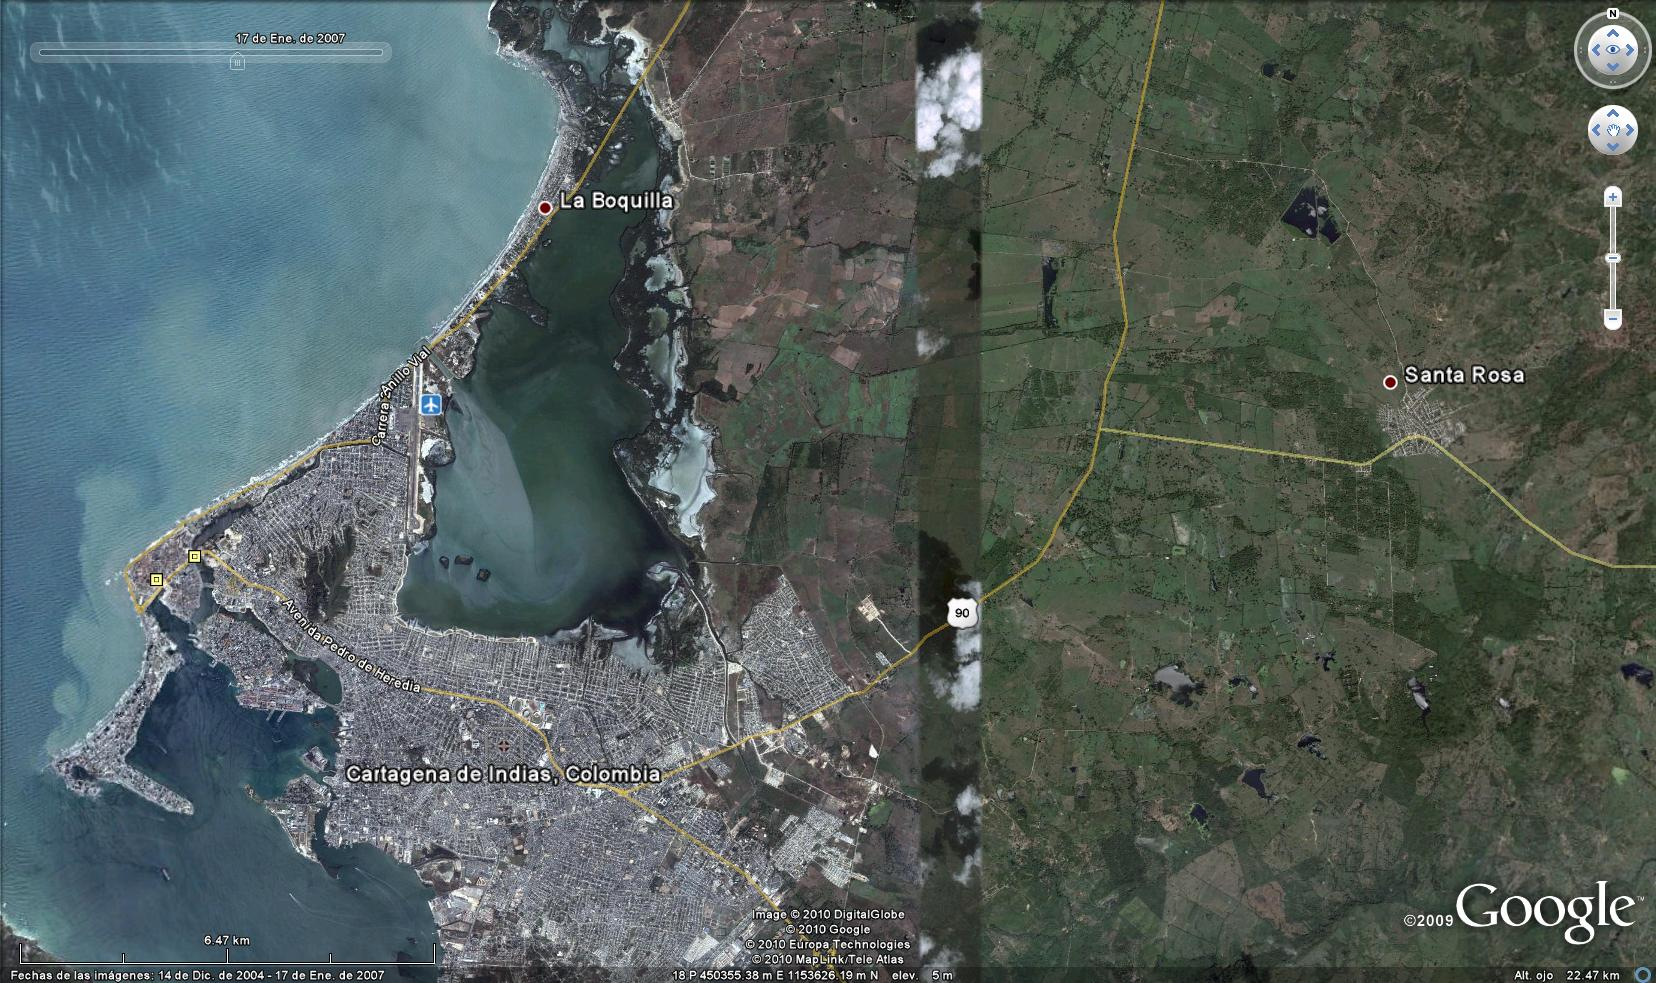 17 de Ene. de 2007
N
La Boquilla
Carrera 2
Anillo Vial
Santa Rosa
90
Avenida Pedro de Heredia
Cartagena de Indias, Colombia
©2009 Google™
Image © 2010 DigitalGlobe
© 2010 Google
© 2010 Europa Technologies
© 2010 MapLink/Tele Atlas
6.47 km
Fechas de las imágenes: 14 de Dic. de 2004 - 17 de Ene. de 2007
18 P 450355.38 m E 1153626.19 m N elev. 5 m
Alt. ojo 22.47 km